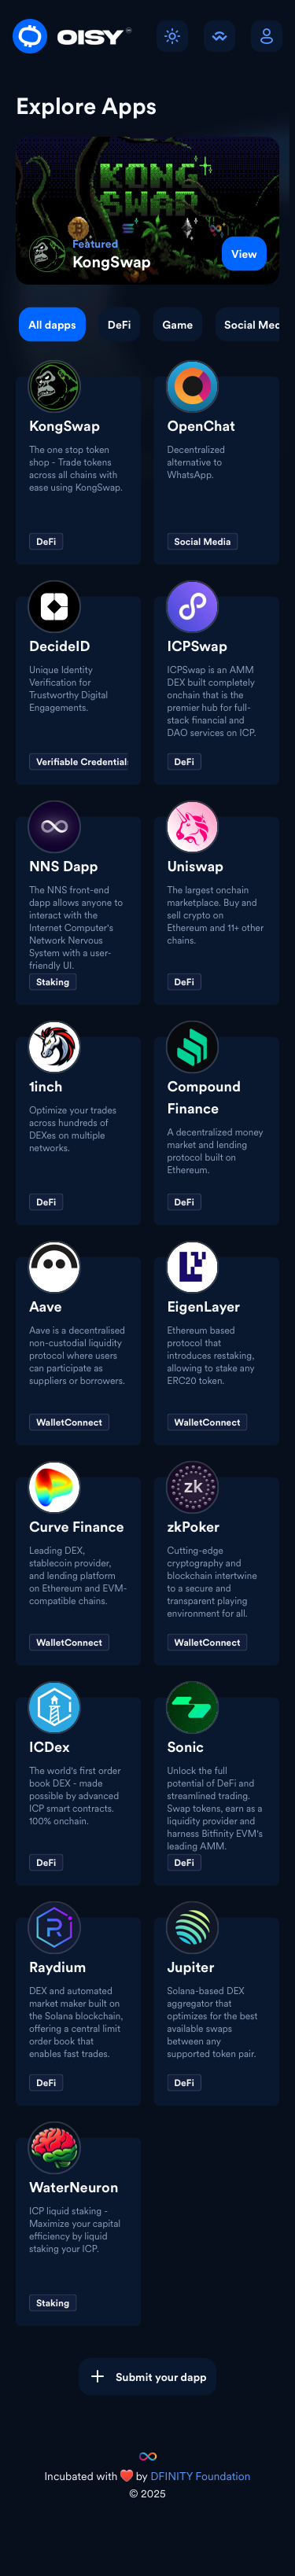 OISY
Explore Apps
KONG
SWAP
Featured
KongSwap
View
All dapps
DeFi
Game
Social Med
KongSwap
The one stop token
shop - Trade tokens
across all chains with
ease using KongSwap.
DeFi
OpenChat
Decentralized
alternative to
WhatsApp.
Social Media
DecideID
Unique Identity
Verification for
Trustworthy Digital
Engagements.
Verifiable Credentials
ICPSwap
ICPSwap is an AMM
DEX built completely
onchain that is the
premier hub for full-
stack financial and
DAO services on ICP.
DeFi
NNS Dapp
The NNS front-end
dapp allows anyone to
interact with the
Internet Computer's
Network Nervous
System with a user-
friendly UI.
Staking
Uniswap
The largest onchain
marketplace. Buy and
sell crypto on
Ethereum and 11+ other
chains.
DeFi
1inch
Optimize your trades
across hundreds of
DEXes on multiple
networks.
DeFi
Compound
Finance
A decentralized money
market and lending
protocol built on
Ethereum.
DeFi
Aave
Aave is a decentralised
non-custodial liquidity
protocol where users
can participate as
suppliers or borrowers.
WalletConnect
EigenLayer
Ethereum based
protocol that
introduces restaking,
allowing to stake any
ERC20 token.
WalletConnect
Curve Finance
Leading DEX,
stablecoin provider,
and lending platform
on Ethereum and EVM-
compatible chains.
WalletConnect
zk
zkPoker
Cutting-edge
cryptography and
blockchain intertwine
to a secure and
transparent playing
environment for all.
WalletConnect
ICDex
The world's first order
book DEX - made
possible by advanced
ICP smart contracts.
100% onchain.
DeFi
Sonic
Unlock the full
potential of DeFi and
streamlined trading.
Swap tokens, earn as a
liquidity provider and
harness Bitfinity EVM's
leading AMM.
DeFi
Raydium
DEX and automated
market maker built on
the Solana blockchain,
offering a central limit
order book that
enables fast trades.
DeFi
Jupiter
Solana-based DEX
aggregator that
optimizes for the best
available swaps
between any
supported token pair.
DeFi
WaterNeuron
ICP liquid staking -
Maximize your capital
efficiency by liquid
staking your ICP.
Staking
+ Submit your dapp
Incubated with ❤️ by DFINITY Foundation
© 2025